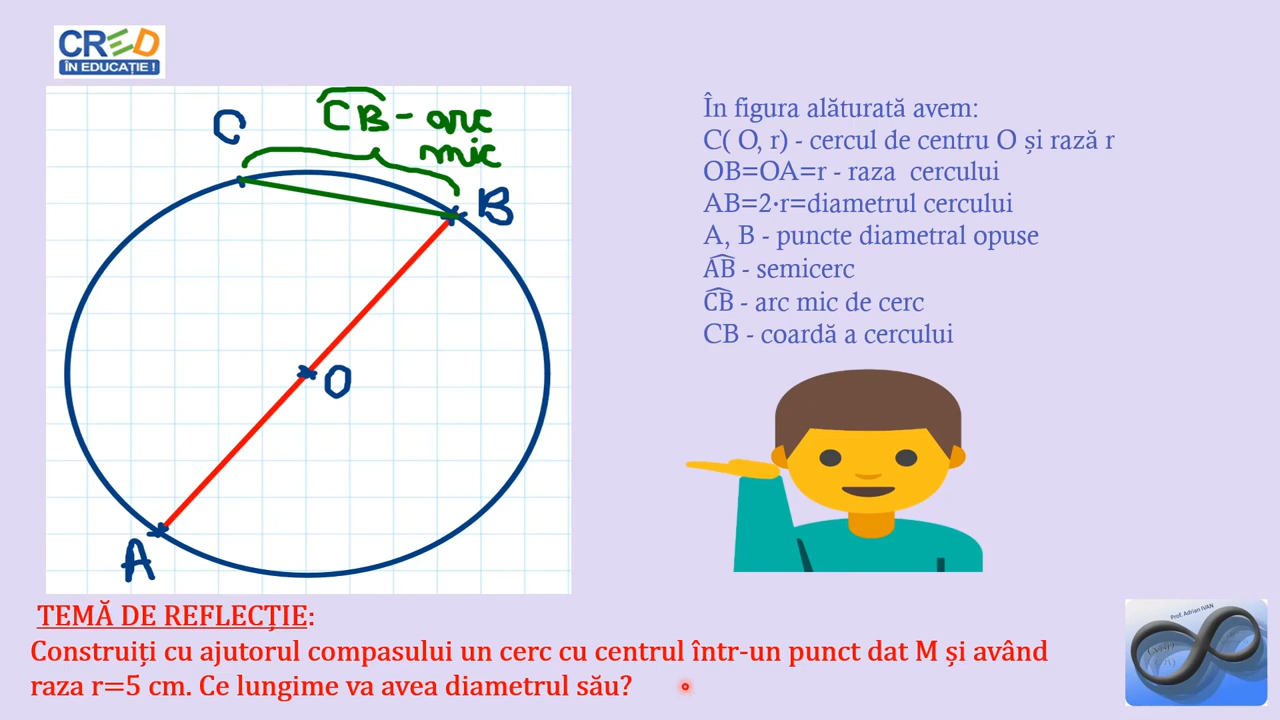 CRED
ÎN EDUCAȚIE !
C
C͡B - arc
mic
B
O
A
În figura alăturată avem:
C( O, r) - cercul de centru O și rază r
OB=OA=r - raza cercului
AB=2·r=diametrul cercului
A, B - puncte diametral opuse
A͡B - semicerc
C͡B - arc mic de cerc
CB - coardă a cercului
TEMĂ DE REFLECȚIE:
Construiți cu ajutorul compasului un cerc cu centrul într-un punct dat M și având
raza r=5 cm. Ce lungime va avea diametrul său?
Prof. Adrian IVAN